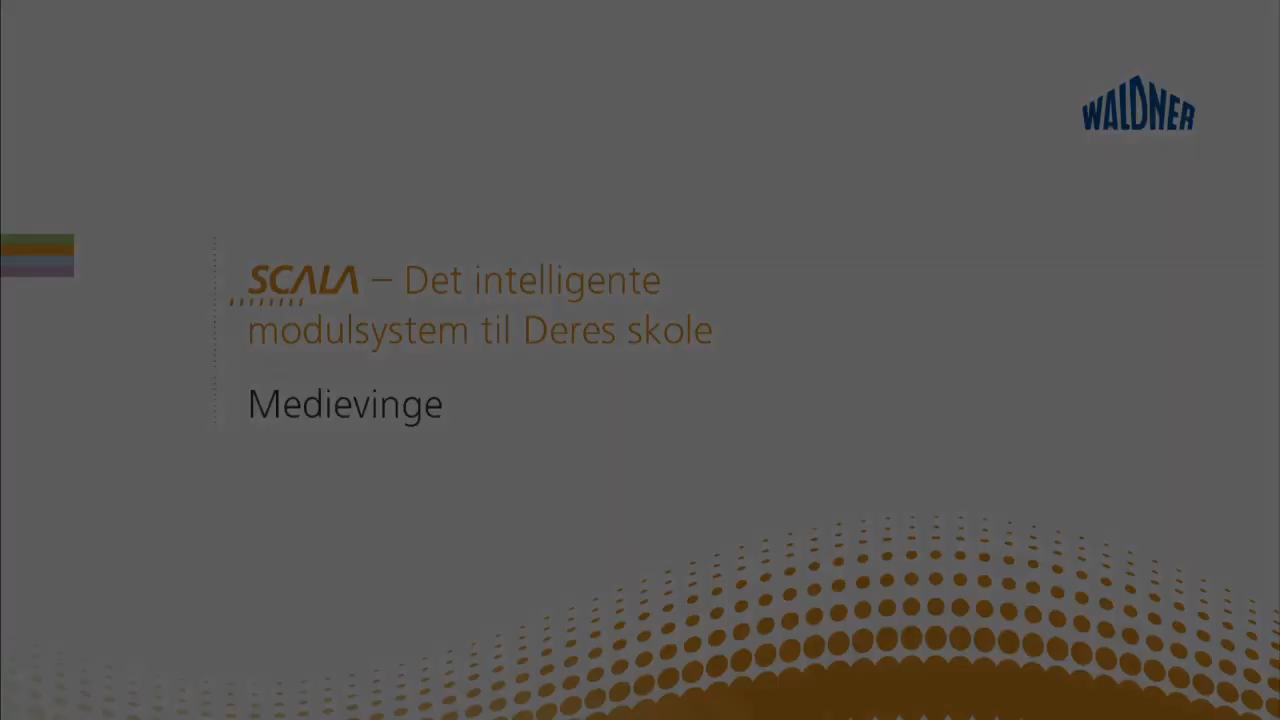 WALDNER
SCALA – Det intelligente
modulsystem til Deres skole
Medievinge